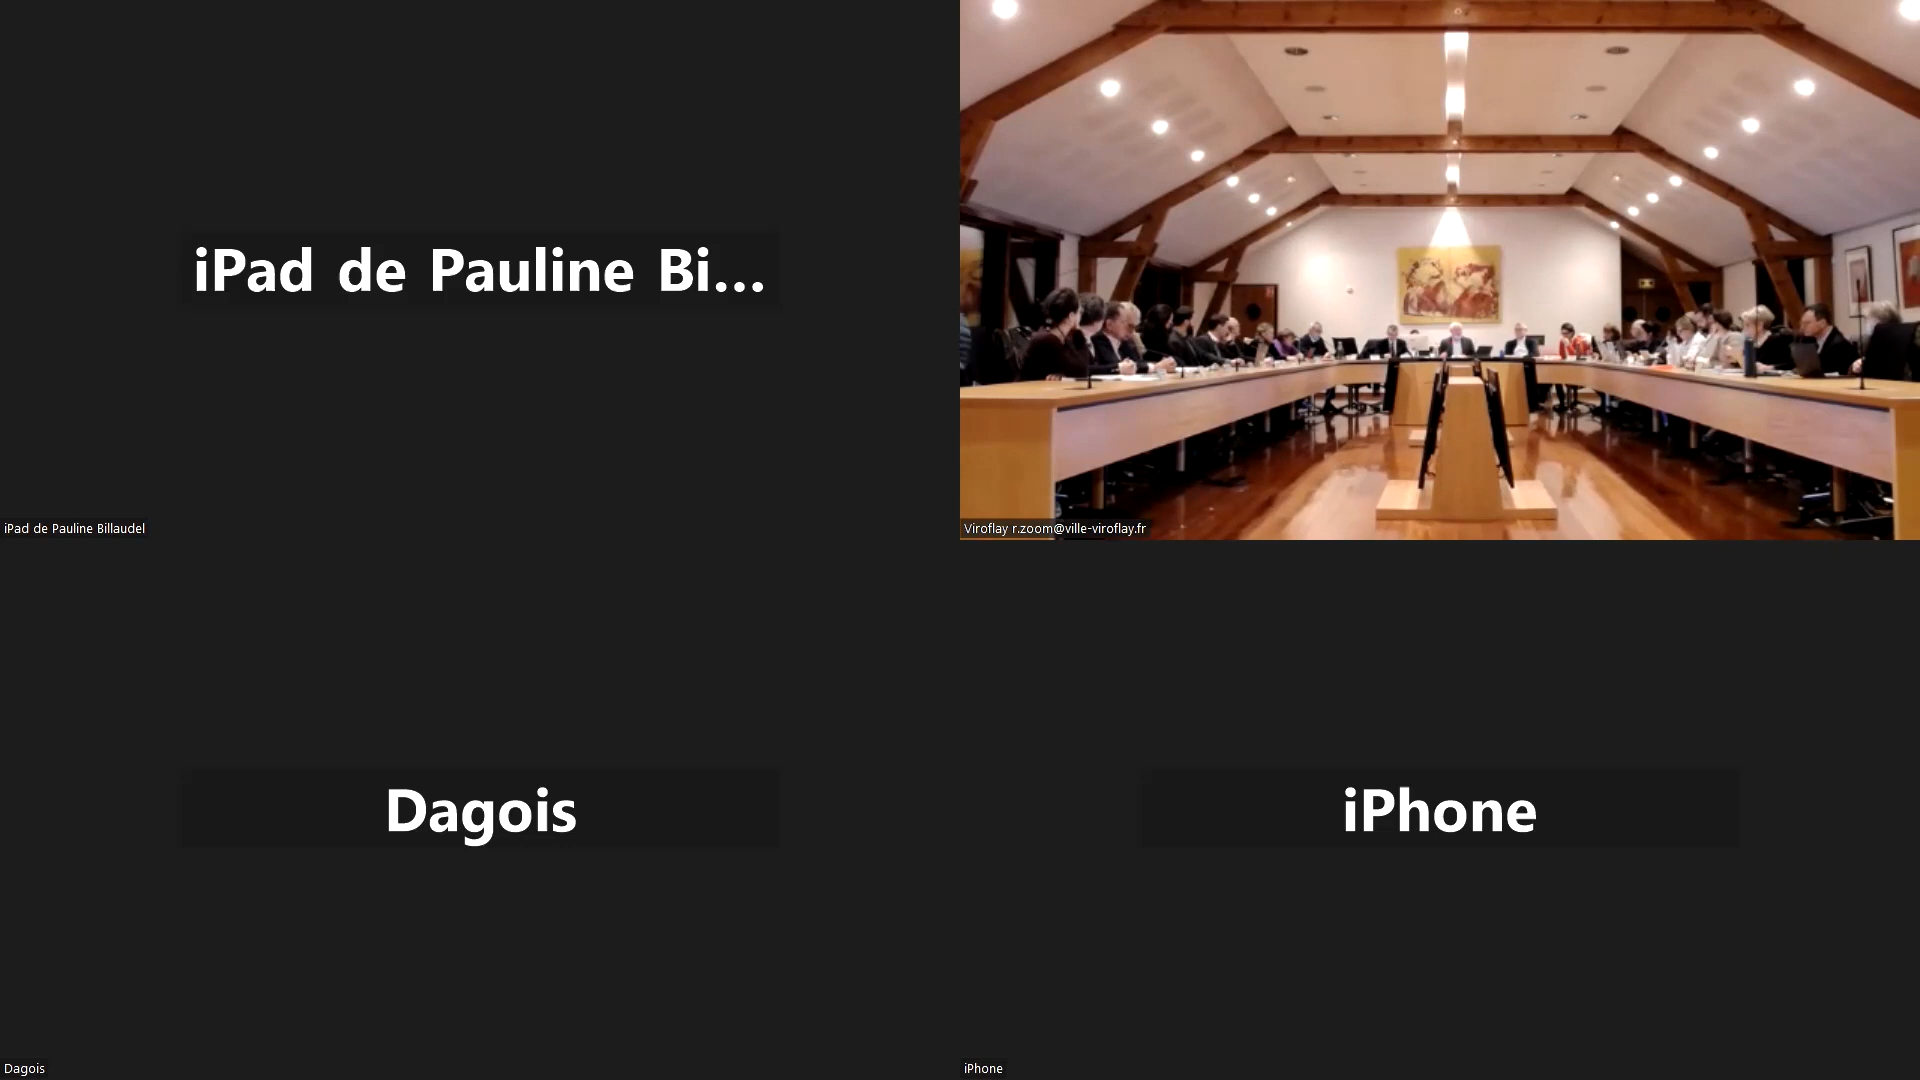 iPad de Pauline Bi...
iPad de Pauline Billaudel
Viroflay r.zoom@ville-viroflay.fr
Dagois
Dagois
iPhone
iPhone